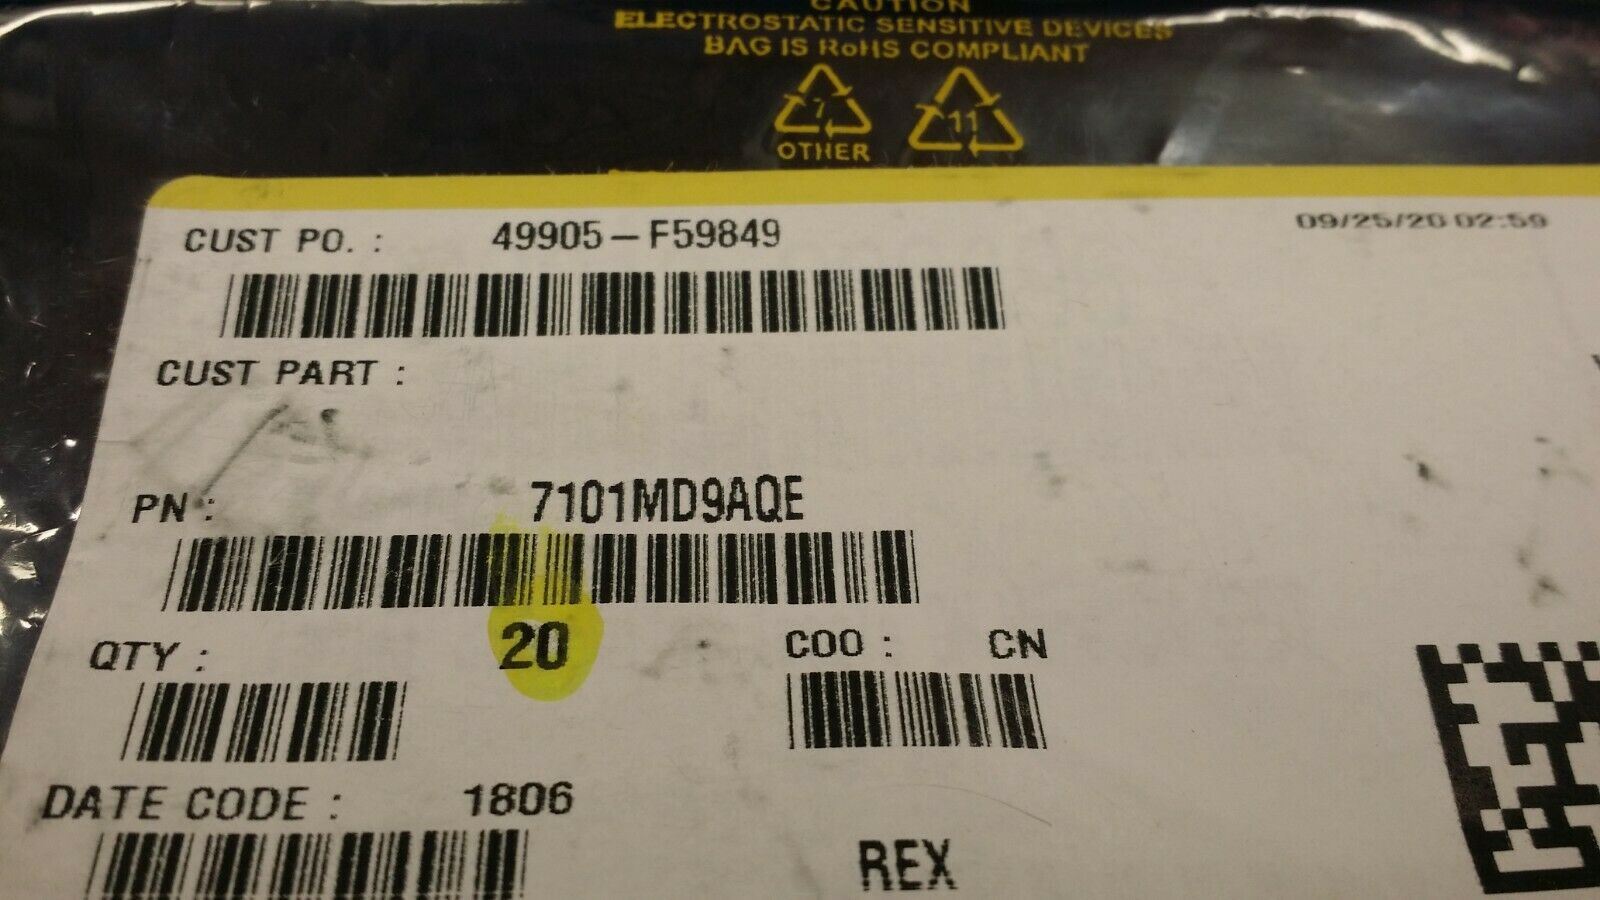 CAUTION
ELECTROSTATIC SENSITIVE DEVICES
BAG IS RoHS COMPLIANT
7 11
OTHER
CUST PO. : 49905-F59849 09/25/20 02:59
CUST PART :
PN : 7101MD9AQE
QTY : 20 COO : CN
DATE CODE : 1806
REX